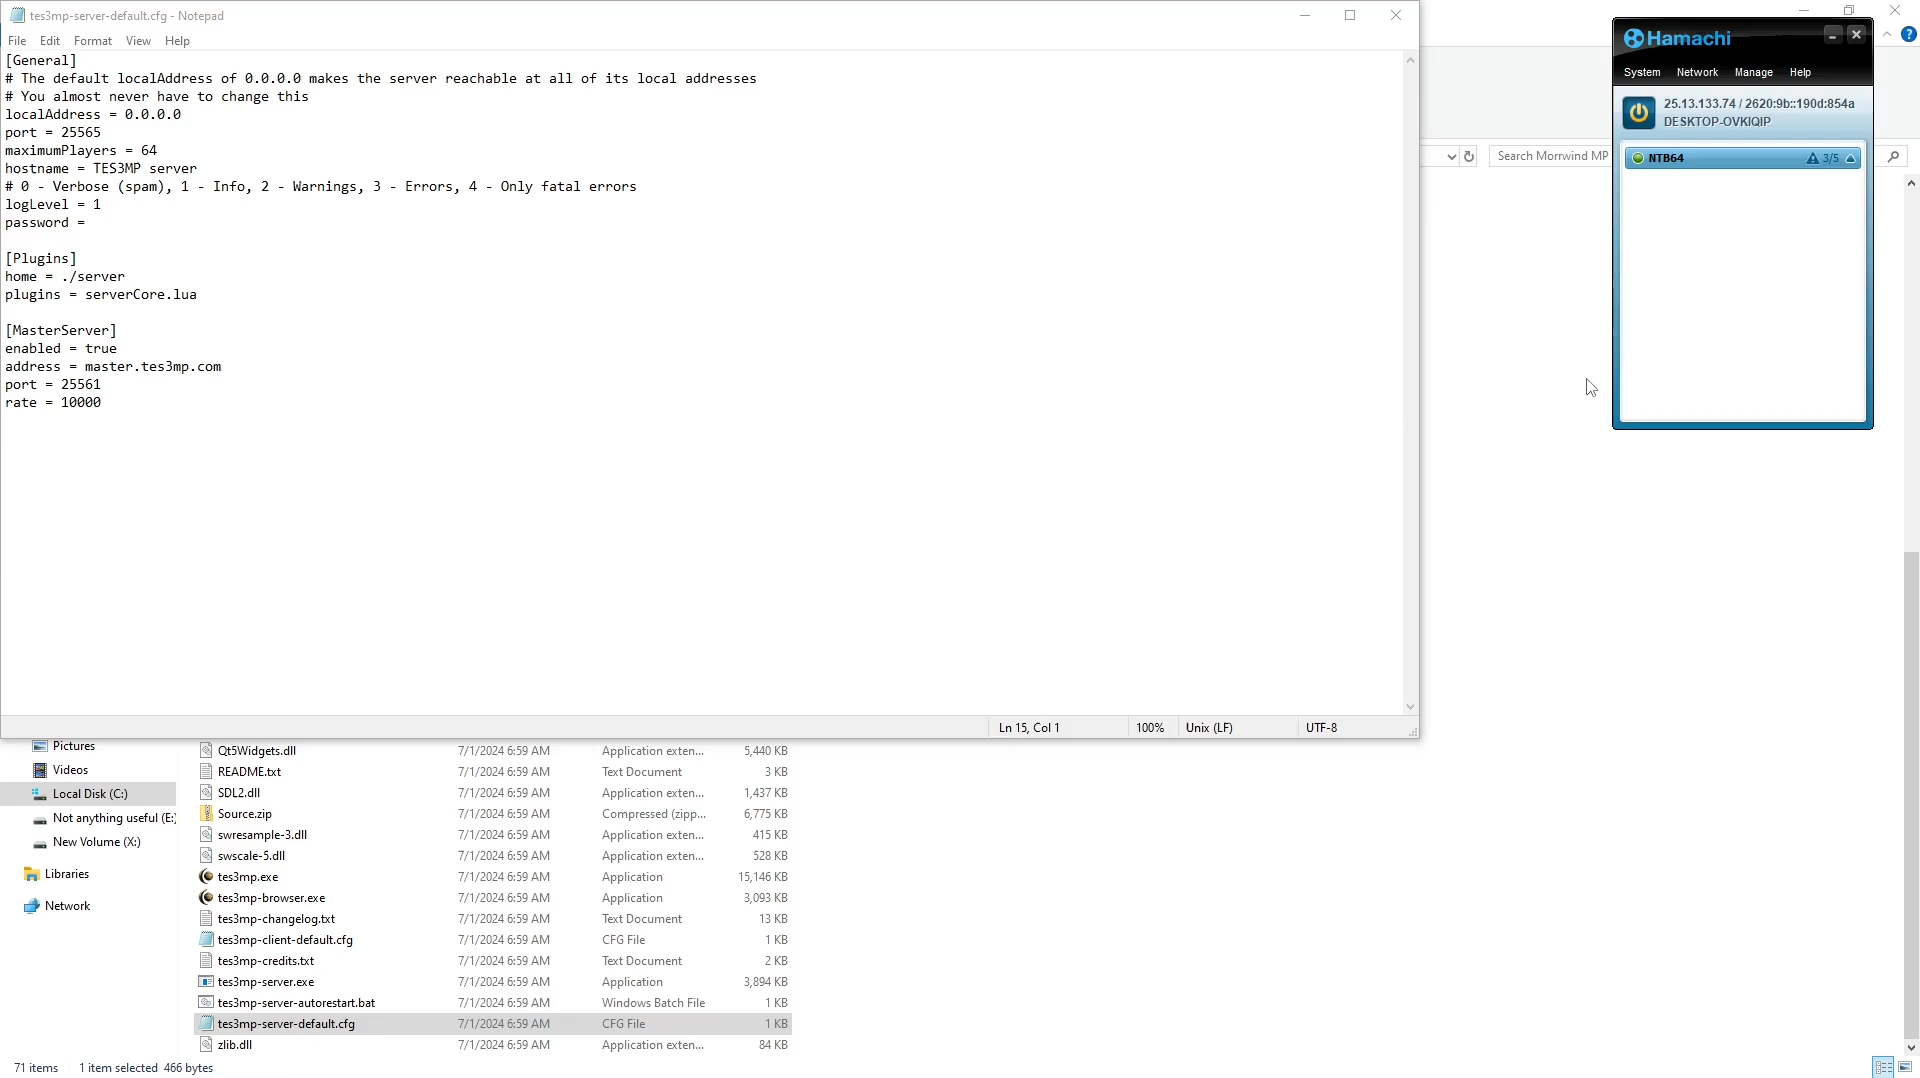 tes3mp-server-default.cfg - Notepad
File Edit Format View Help
[General]
# The default localAddress of 0.0.0.0 makes the server reachable at all of its local addresses
# You almost never have to change this
localAddress = 0.0.0.0
port = 25565
maximumPlayers = 64
hostname = TES3MP server
# 0 - Verbose (spam), 1 - Info, 2 - Warnings, 3 - Errors, 4 - Only fatal errors
logLevel = 1
password =
[Plugins]
home = ./server
plugins = serverCore.lua
[MasterServer]
enabled = true
address = master.tes3mp.com
port = 25561
rate = 10000
Ln 15, Col 1 100% Unix (LF) UTF-8
Hamachi
System Network Manage Help
25.13.133.74 / 2620:9b::190d:854a
DESKTOP-OVKIQIP
NTB64 3/5
Search Morrwind MP
Pictures
Videos
Local Disk (C:)
Not anything useful (E:)
New Volume (X:)
Libraries
Network
Qt5Widgets.dll 7/1/2024 6:59 AM Application exten... 5,440 KB
README.txt 7/1/2024 6:59 AM Text Document 3 KB
SDL2.dll 7/1/2024 6:59 AM Application exten... 1,437 KB
Source.zip 7/1/2024 6:59 AM Compressed (zipp... 6,775 KB
swresample-3.dll 7/1/2024 6:59 AM Application exten... 415 KB
swscale-5.dll 7/1/2024 6:59 AM Application exten... 528 KB
tes3mp.exe 7/1/2024 6:59 AM Application 15,146 KB
tes3mp-browser.exe 7/1/2024 6:59 AM Application 3,093 KB
tes3mp-changelog.txt 7/1/2024 6:59 AM Text Document 13 KB
tes3mp-client-default.cfg 7/1/2024 6:59 AM CFG File 1 KB
tes3mp-credits.txt 7/1/2024 6:59 AM Text Document 2 KB
tes3mp-server.exe 7/1/2024 6:59 AM Application 3,894 KB
tes3mp-server-autorestart.bat 7/1/2024 6:59 AM Windows Batch File 1 KB
tes3mp-server-default.cfg 7/1/2024 6:59 AM CFG File 1 KB
zlib.dll 7/1/2024 6:59 AM Application exten... 84 KB
71 items 1 item selected 466 bytes